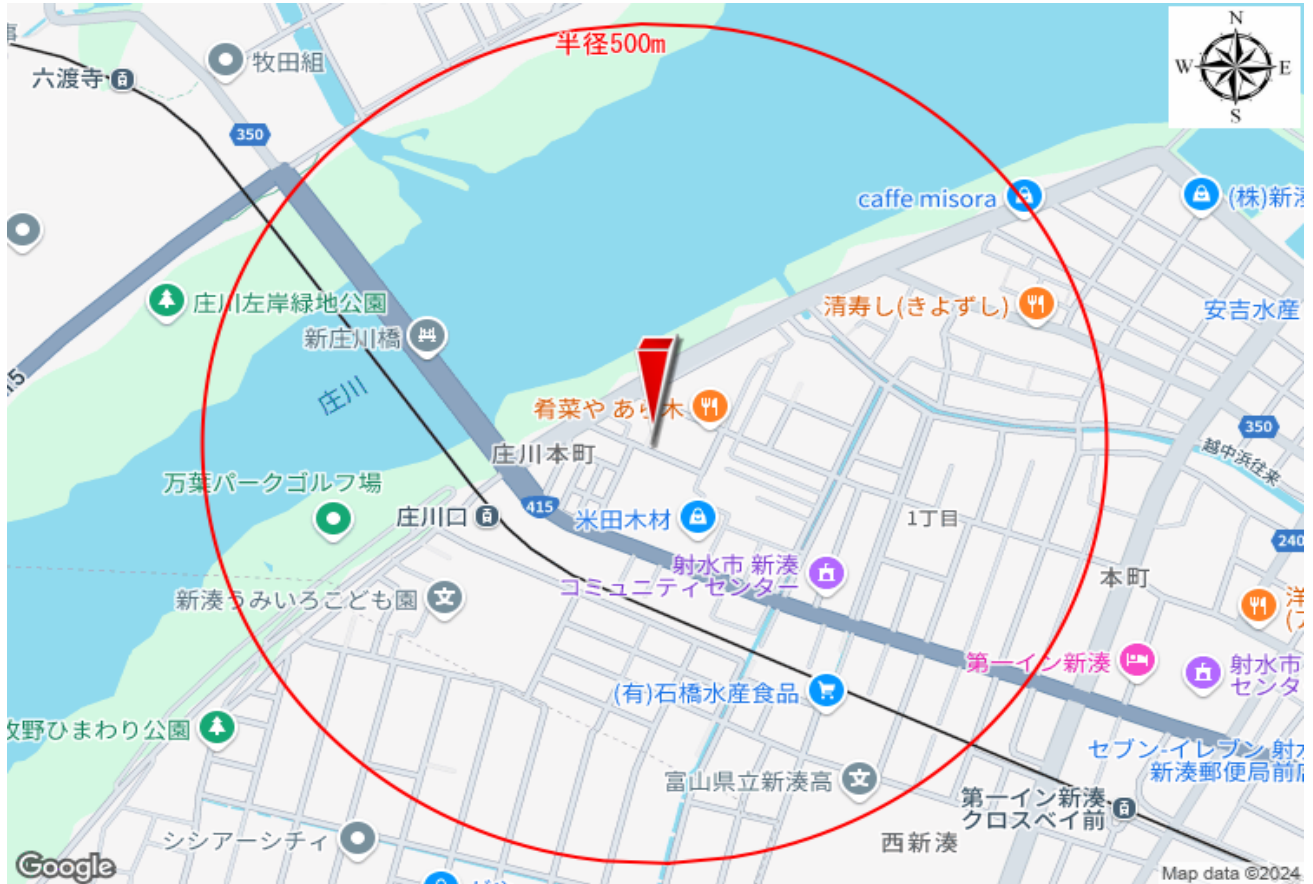 半径500m
N
W
E
S
牧田組
六渡寺
350
caffe misora
庄川左岸緑地公園
清寿し(きよずし)
安吉水産
新庄川橋
庄川
肴菜や あら木
350
庄川本町
越中浜往来
万葉パークゴルフ場
庄川口
415
米田木材
1丁目
240
射水市 新湊
コミュニティセンター
本町
新湊うみいろこども園
第一イン新湊
射水市
センタ
(有)石橋水産食品
牧野ひまわり公園
セブン-イレブン 射水
新湊郵便局前店
富山県立新湊高
第一イン新湊
クロスベイ前
シシアーシチィ
西新湊
Google
Map data ©2024